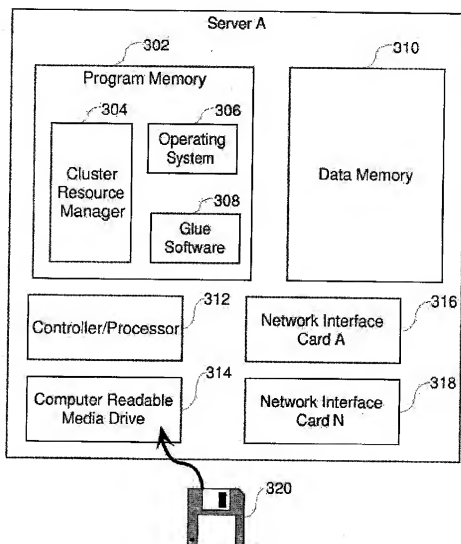 Server A
302
310
Program Memory
304
306
Operating
System
Cluster
Resource
Manager
308
Glue
Software
Data Memory
312
Controller/Processor
316
Network Interface
Card A
314
Computer Readable
Media Drive
318
Network Interface
Card N
320